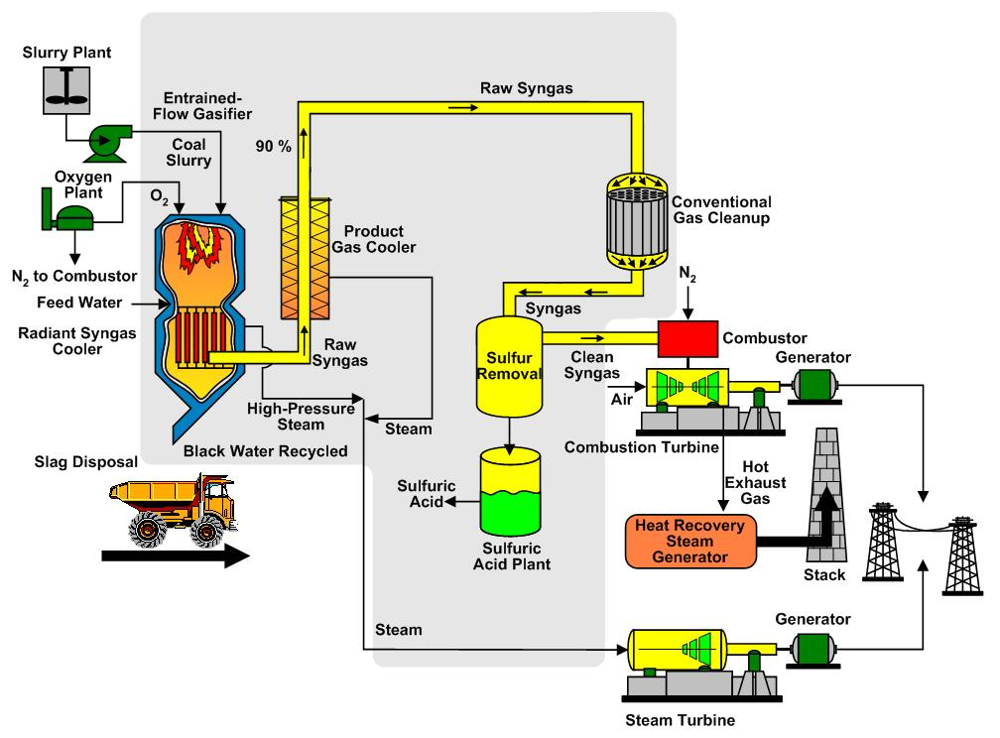 Slurry Plant
Entrained-
Flow Gasifier
Coal
Slurry
Oxygen
Plant
O2
N2 to Combustor
Feed Water
Radiant Syngas
Cooler
90 %
Raw Syngas
Product
Gas Cooler
Raw
Syngas
High-Pressure
Steam
Steam
Black Water Recycled
Slag Disposal
Conventional
Gas Cleanup
N2
Syngas
Sulfur
Removal
Clean
Syngas
Combustor
Generator
Air
Combustion Turbine
Hot
Exhaust
Gas
Sulfuric
Acid
Sulfuric
Acid Plant
Heat Recovery
Steam
Generator
Stack
Steam
Generator
Steam Turbine